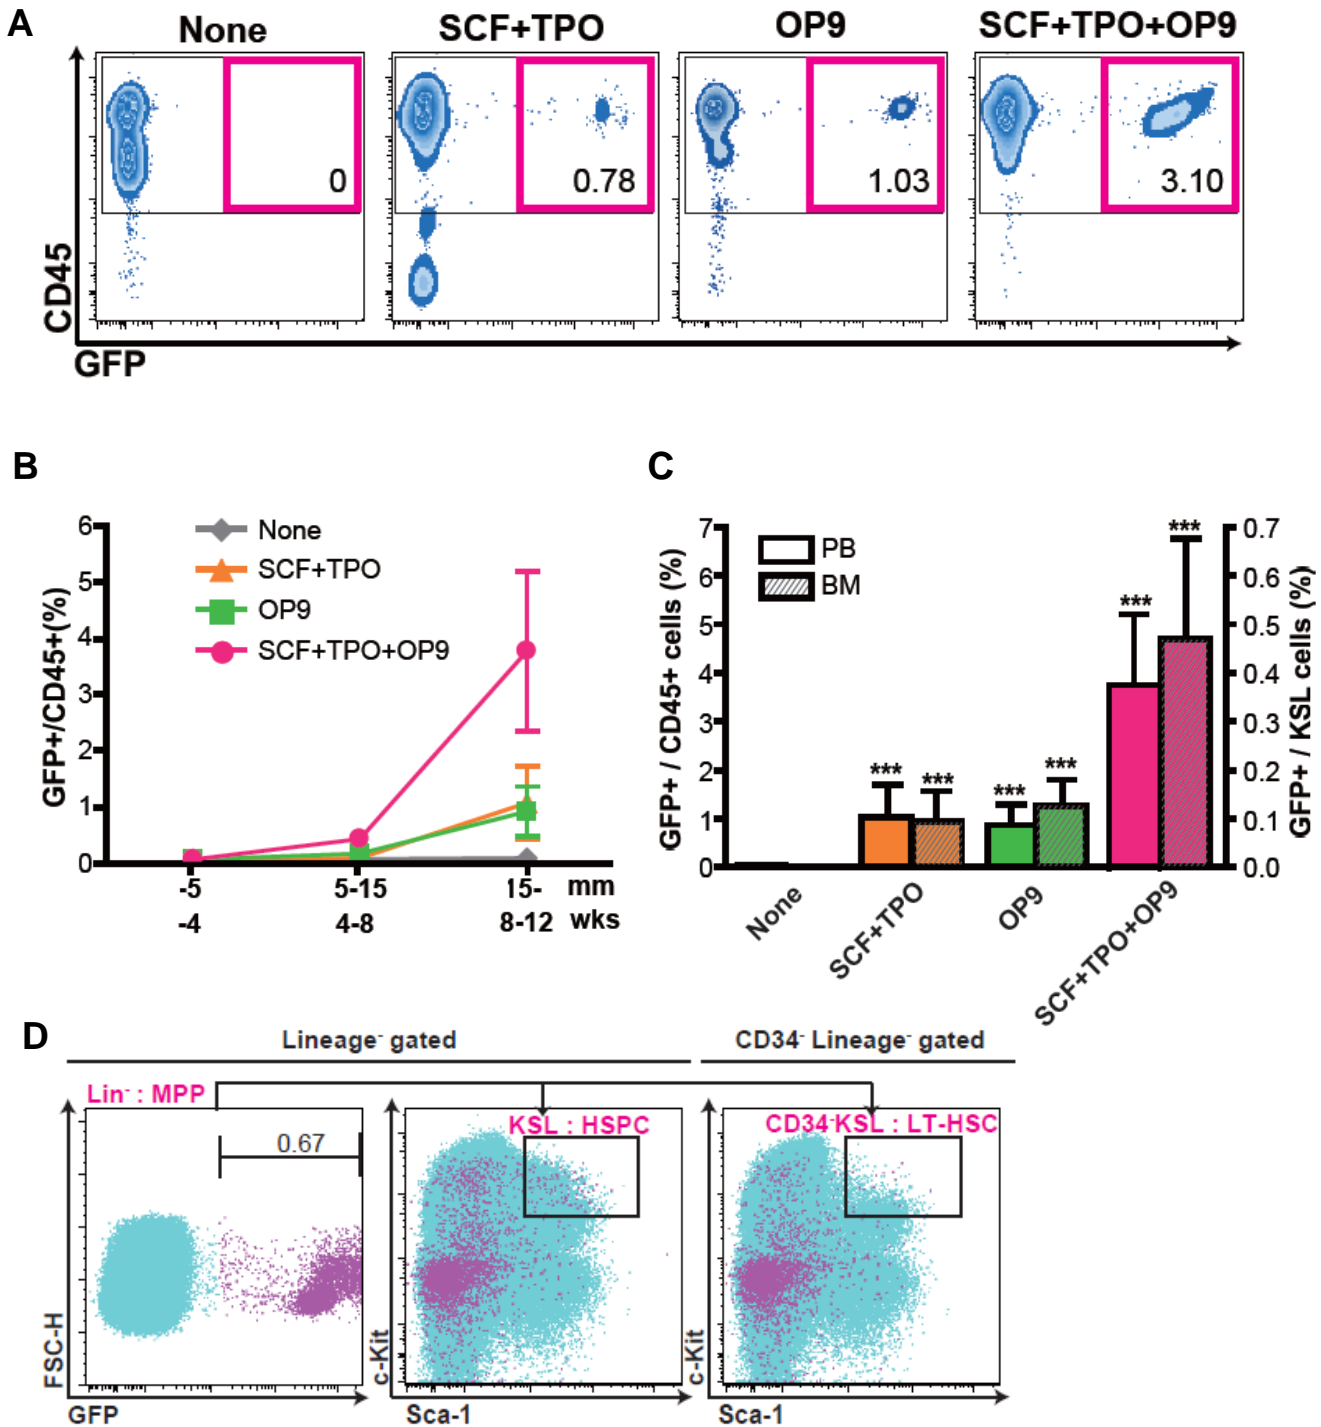 A
None
SCF+TPO
OP9
SCF+TPO+OP9
0
0.78
1.03
3.10
CD45
GFP
B
6
5
4
3
2
1
0
GFP+/CD45+(%)
None
SCF+TPO
OP9
SCF+TPO+OP9
-5 5-15 15- mm
-4 4-8 8-12 wks
C
7
6
5
4
3
2
1
0
GFP+ / CD45+ cells (%)
PB
BM
*** *** *** *** *** ***
0.7
0.6
0.5
0.4
0.3
0.2
0.1
0.0
GFP+ / KSL cells (%)
None
SCF+TPO
OP9
SCF+TPO+OP9
D
Lineage⁻ gated
CD34⁻ Lineage⁻ gated
Lin⁻ : MPP
0.67
FSC-H
GFP
KSL : HSPC
c-Kit
Sca-1
CD34⁻KSL : LT-HSC
c-Kit
Sca-1